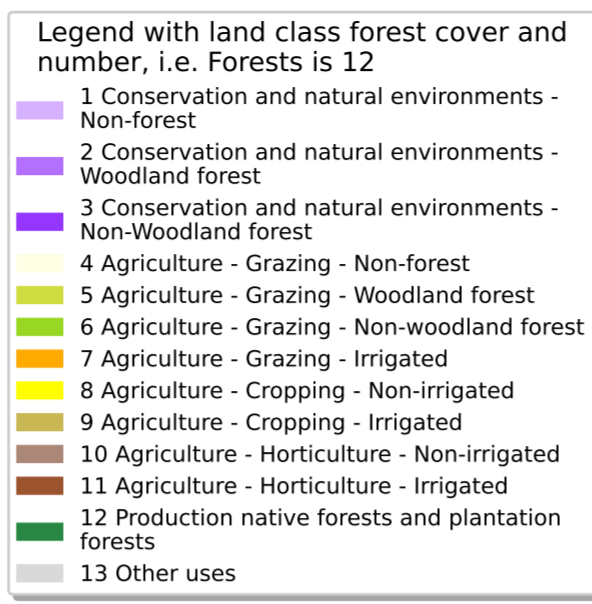 Legend with land class forest cover and
number, i.e. Forests is 12
1 Conservation and natural environments -
Non-forest
2 Conservation and natural environments -
Woodland forest
3 Conservation and natural environments -
Non-Woodland forest
4 Agriculture - Grazing - Non-forest
5 Agriculture - Grazing - Woodland forest
6 Agriculture - Grazing - Non-woodland forest
7 Agriculture - Grazing - Irrigated
8 Agriculture - Cropping - Non-irrigated
9 Agriculture - Cropping - Irrigated
10 Agriculture - Horticulture - Non-irrigated
11 Agriculture - Horticulture - Irrigated
12 Production native forests and plantation
forests
13 Other uses